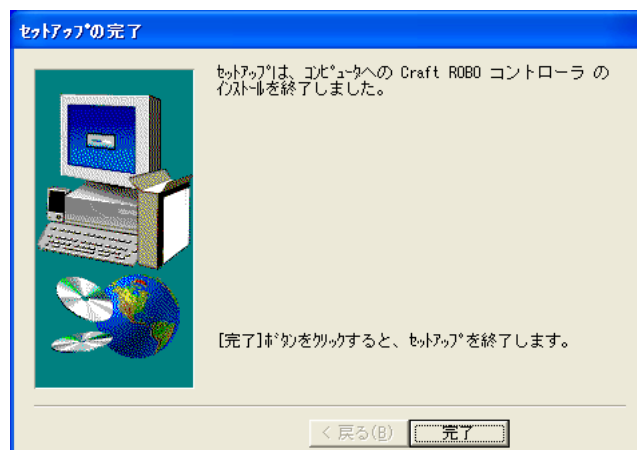 ｾｯﾄｱｯﾌﾟの完了
ｾｯﾄｱｯﾌﾟは、ｺﾝﾋﾟｭｰﾀへの Craft ROBO コントローラ の
ｲﾝｽﾄｰﾙを終了しました。
[完了]ﾎﾞﾀﾝをｸﾘｯｸすると、ｾｯﾄｱｯﾌﾟを終了します。
< 戻る(B)
完了